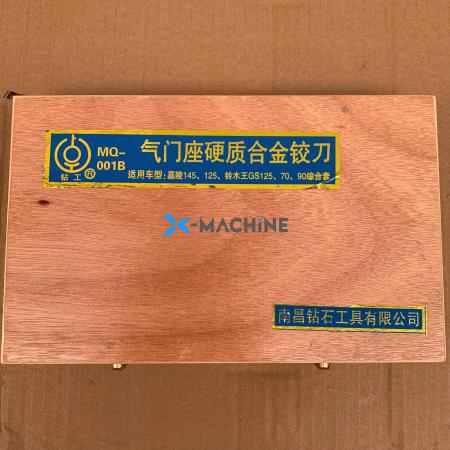 MQ-
001B
气门座硬质合金铰刀
钻工®
适用车型:嘉陵145、125、铃木王GS125、70、90综合套
X-MACHINE
南昌钻石工具有限公司